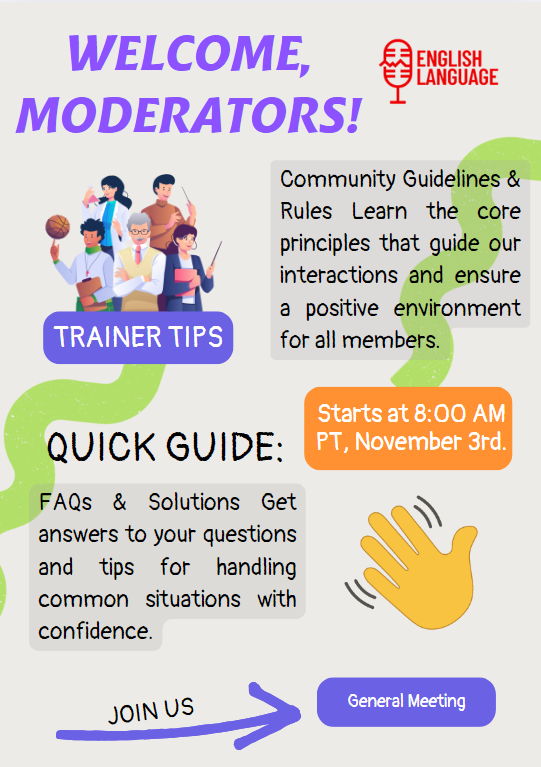 WELCOME,
MODERATORS!
ENGLISH
LANGUAGE
Community Guidelines &
Rules Learn the core
principles that guide our
interactions and ensure
a positive environment
for all members.
TRAINER TIPS
Starts at 8:00 AM
PT, November 3rd.
QUICK GUIDE:
FAQs & Solutions Get
answers to your questions
and tips for handling
common situations with
confidence.
JOIN US
General Meeting